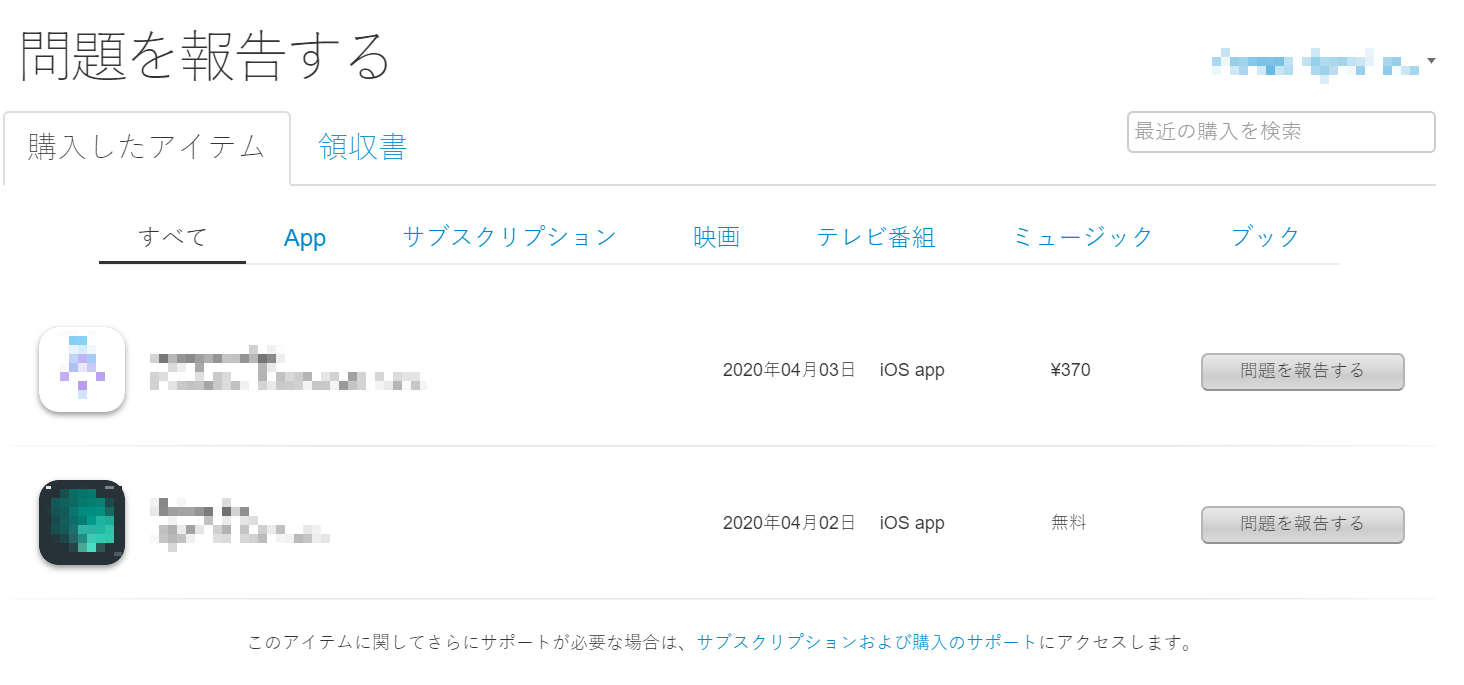 問題を報告する
購入したアイテム 領収書 最近の購入を検索
すべて App サブスクリプション 映画 テレビ番組 ミュージック ブック
2020年04月03日 iOS app ¥370 問題を報告する
2020年04月02日 iOS app 無料 問題を報告する
このアイテムに関してさらにサポートが必要な場合は、サブスクリプションおよび購入のサポートにアクセスします。